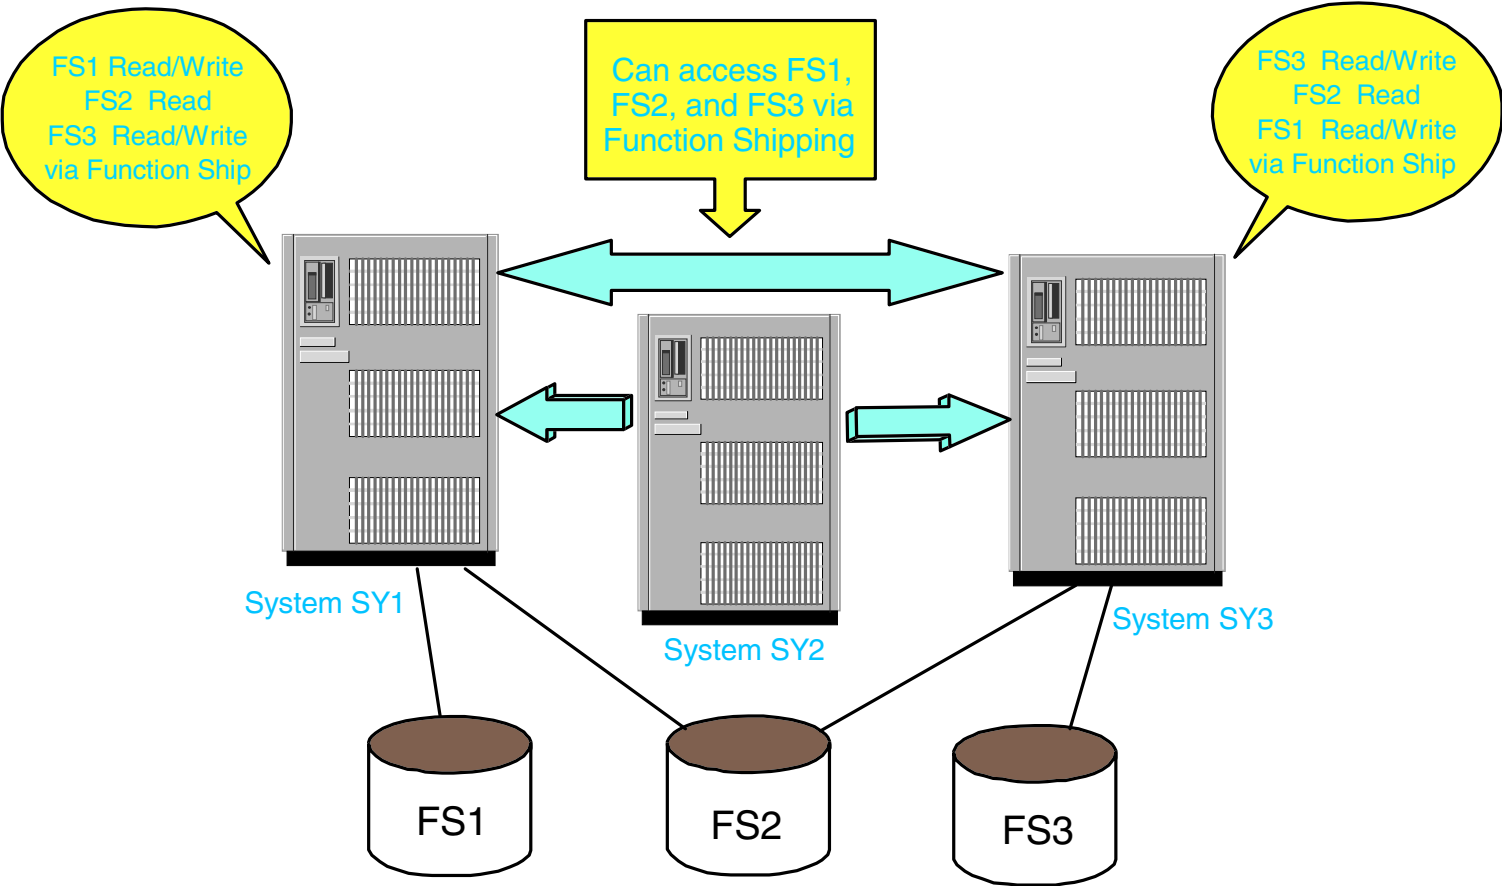 FS1 Read/Write
FS2 Read
FS3 Read/Write
via Function Ship
Can access FS1,
FS2, and FS3 via
Function Shipping
FS3 Read/Write
FS2 Read
FS1 Read/Write
via Function Ship
System SY1
System SY2
System SY3
FS1
FS2
FS3